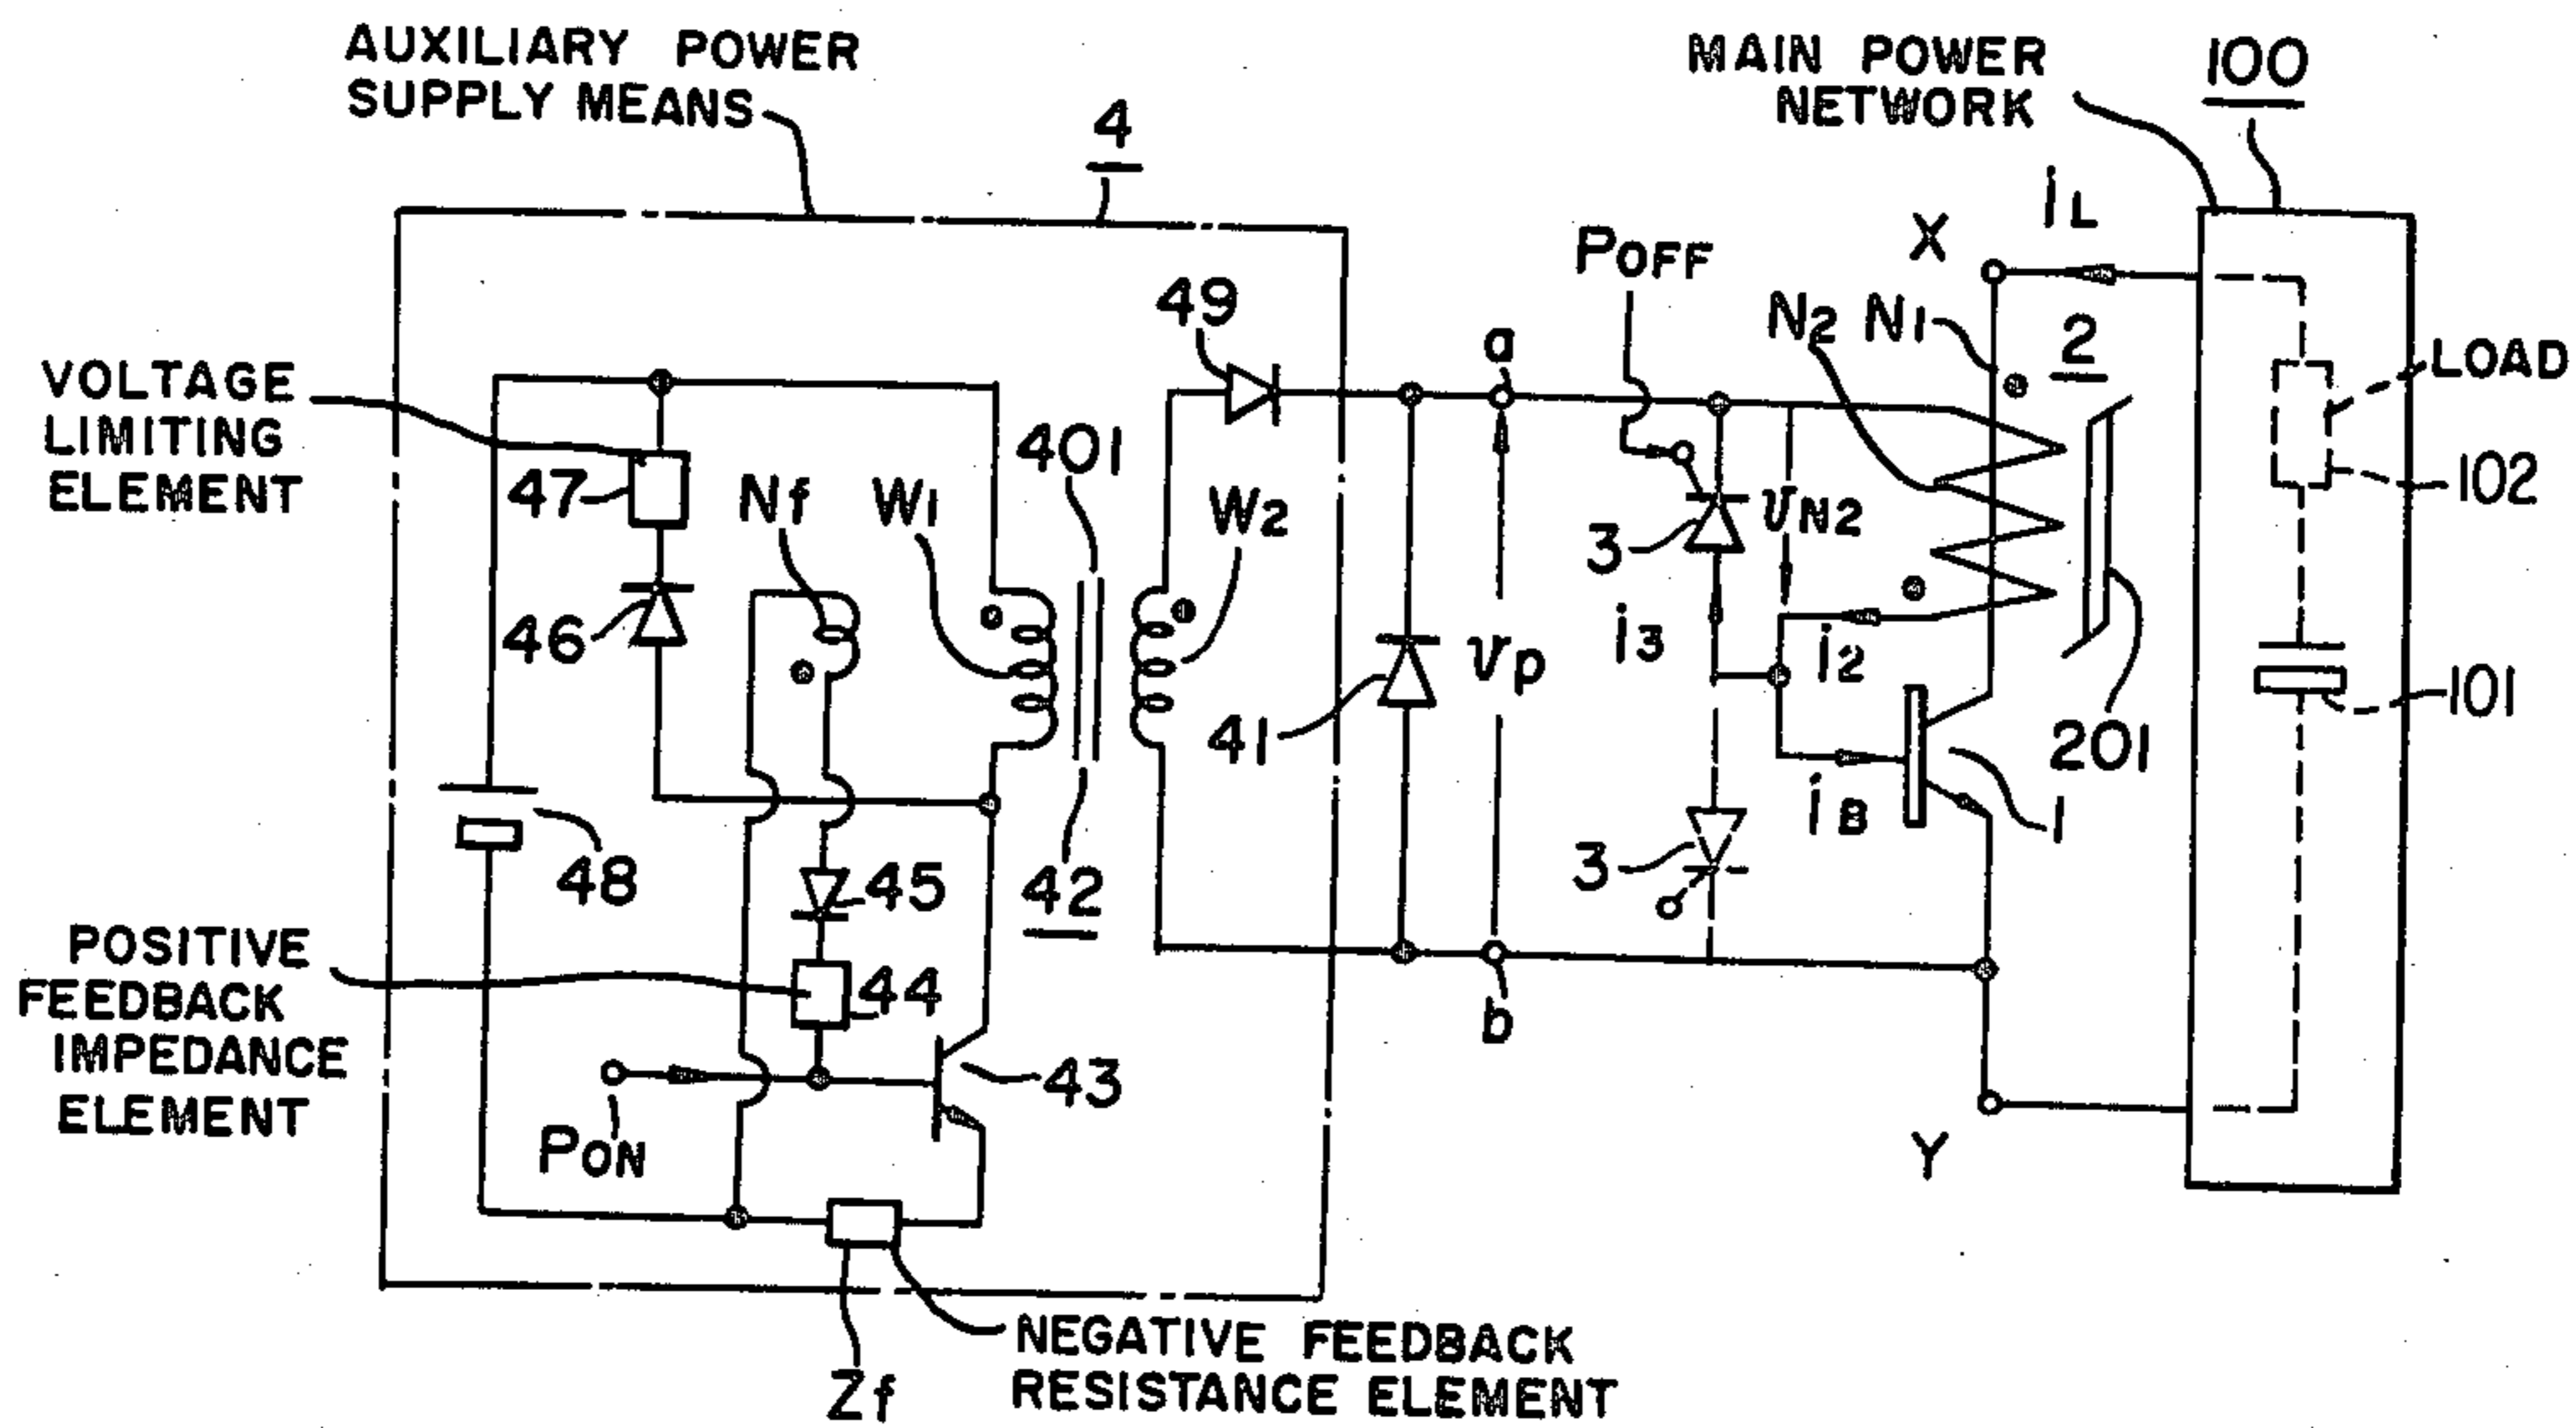 AUXILIARY POWER
SUPPLY MEANS
4
MAIN POWER
NETWORK
100
iL
X
POFF
N2 N1
2
LOAD
49
a
VOLTAGE
LIMITING
ELEMENT
47
Nf
W1
401
W2
3
vN2
102
46
41
vp
i3
i2
201
101
48
45
42
3
iB
1
POSITIVE
FEEDBACK
IMPEDANCE
ELEMENT
44
b
43
PON
Y
Zf
NEGATIVE FEEDBACK
RESISTANCE ELEMENT